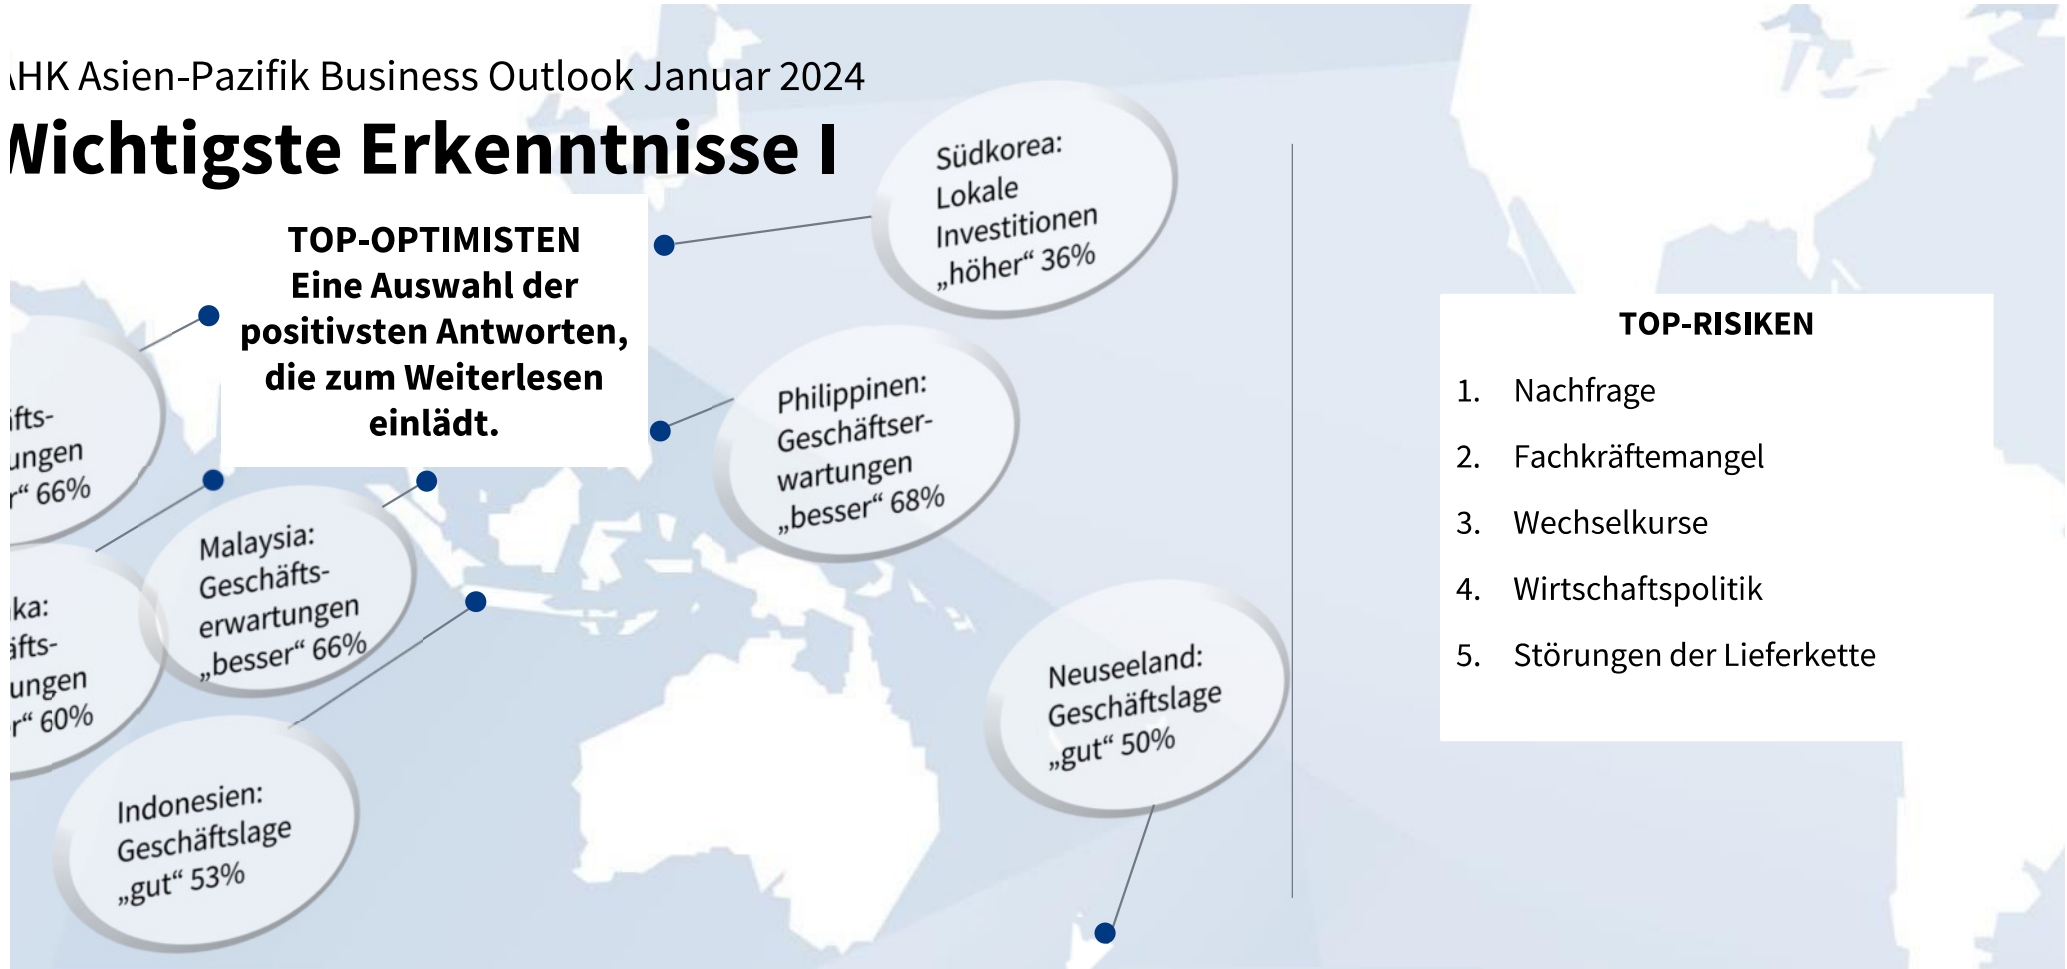 AHK Asien-Pazifik Business Outlook Januar 2024
Wichtigste Erkenntnisse I
TOP-OPTIMISTEN
Eine Auswahl der
positivsten Antworten,
die zum Weiterlesen
einlädt.
Südkorea:
Lokale
Investitionen
„höher“ 36%
Philippinen:
Geschäftser-
wartungen
„besser“ 68%
66%
Malaysia:
Geschäfts-
erwartungen
„besser“ 66%
60%
Indonesien:
Geschäftslage
„gut“ 53%
Neuseeland:
Geschäftslage
„gut“ 50%
TOP-RISIKEN
1. Nachfrage
2. Fachkräftemangel
3. Wechselkurse
4. Wirtschaftspolitik
5. Störungen der Lieferkette